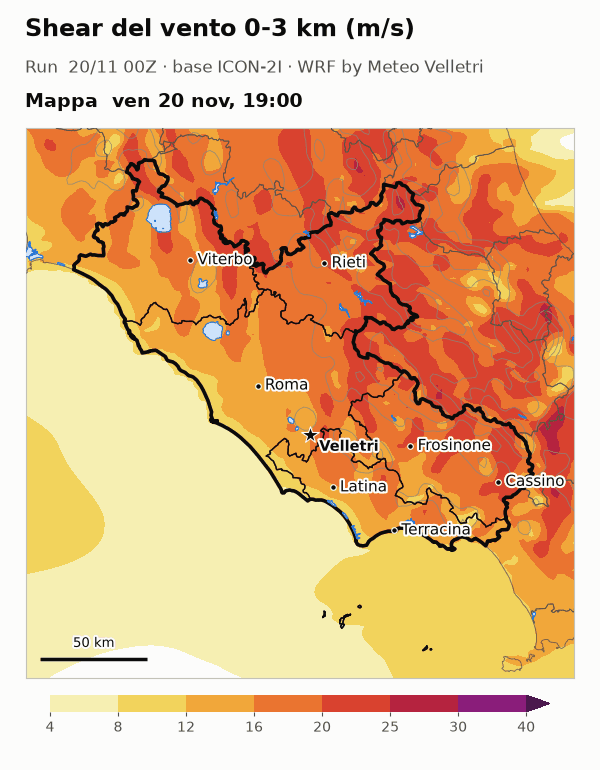 Shear del vento 0-3 km (m/s)
Run  20/11 00Z · base ICON-2I · WRF by Meteo Velletri
Mappa  ven 20 nov, 19:00
Viterbo
Rieti
Roma
Velletri
Frosinone
Cassino
Latina
Terracina
50 km
4 8 12 16 20 25 30 40